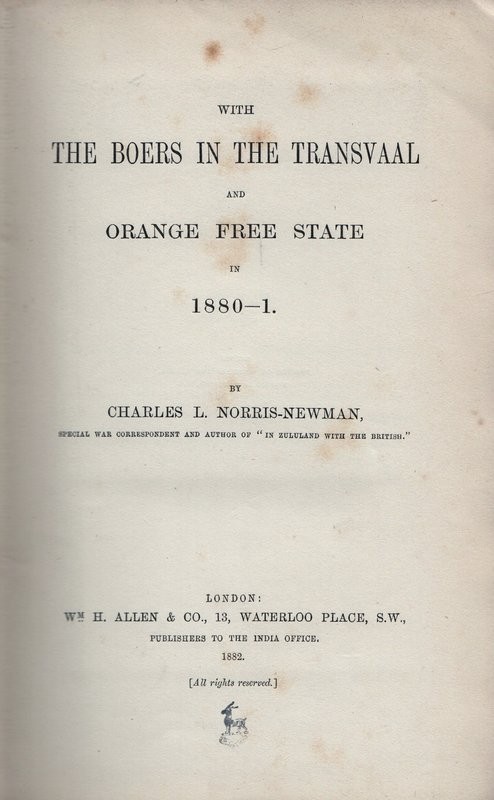 WITH
THE BOERS IN THE TRANSVAAL
AND
ORANGE FREE STATE
IN
1880–1.
BY
CHARLES L. NORRIS-NEWMAN,
SPECIAL WAR CORRESPONDENT AND AUTHOR OF "IN ZULULAND WITH THE BRITISH."
LONDON:
WM H. ALLEN & CO., 13, WATERLOO PLACE, S.W.,
PUBLISHERS TO THE INDIA OFFICE.
1882.
[All rights reserved.]